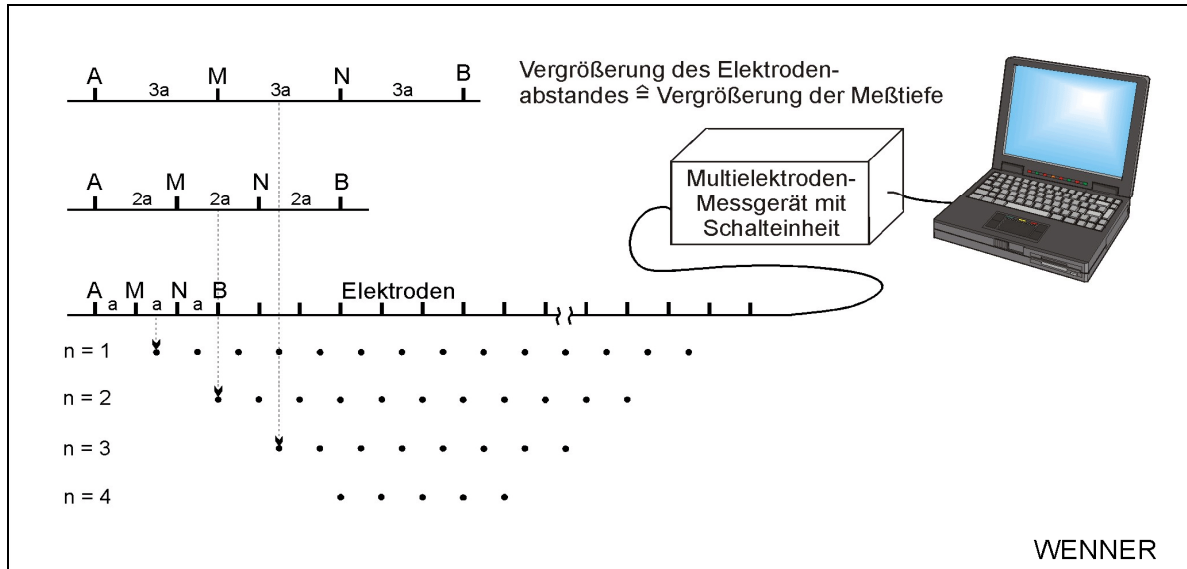 A M N B
3a 3a 3a
Vergrößerung des Elektroden-
abstandes ≙ Vergrößerung der Meßtiefe
A M N B
2a 2a 2a
Multielektroden-
Messgerät mit
Schalteinheit
A M N B Elektroden
a a a
n = 1
n = 2
n = 3
n = 4
WENNER